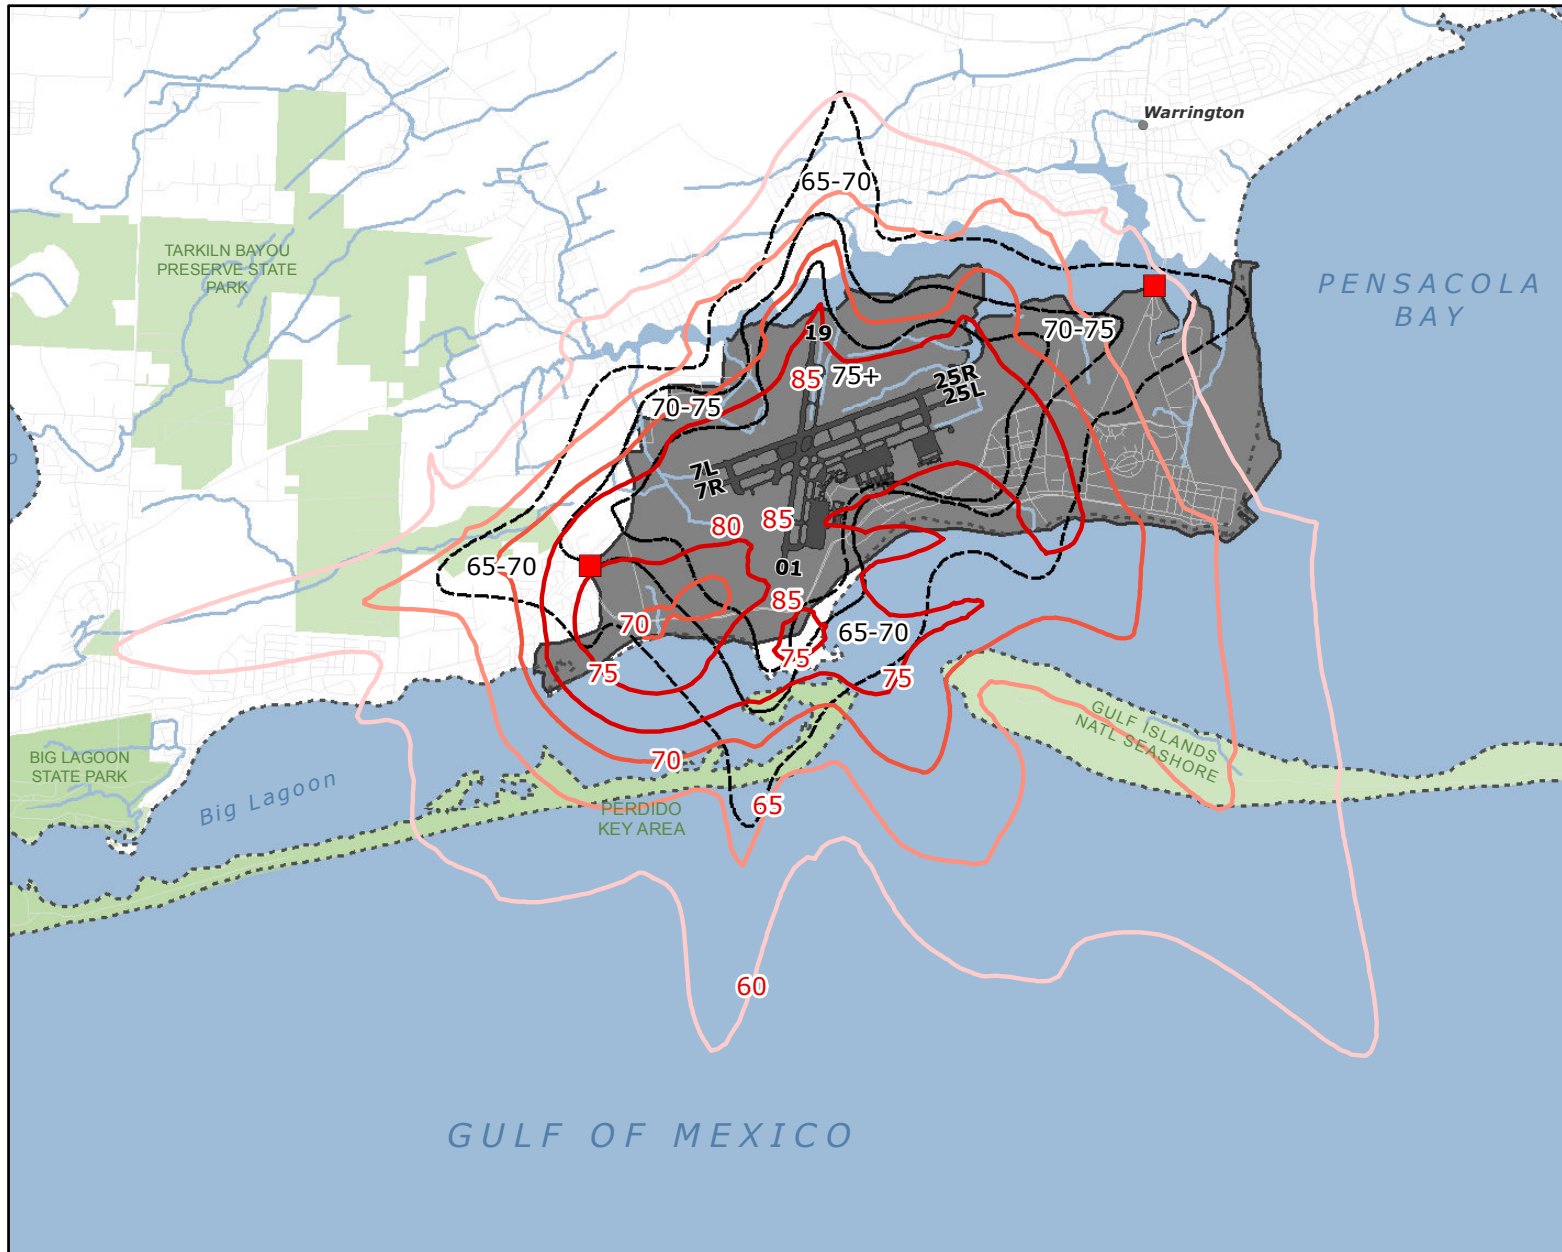 Warrington
65-70
TARKILN BAYOU
PRESERVE STATE
PARK
PENSACOLA
BAY
19
70-75
85
75+
25R
25L
70-75
7L
7R
80
85
65-70
01
85
70
65-70
75
75
75
GULF ISLANDS
NATL SEASHORE
BIG LAGOON
STATE PARK
70
Big Lagoon
65
PERDIDO
KEY AREA
60
GULF OF MEXICO